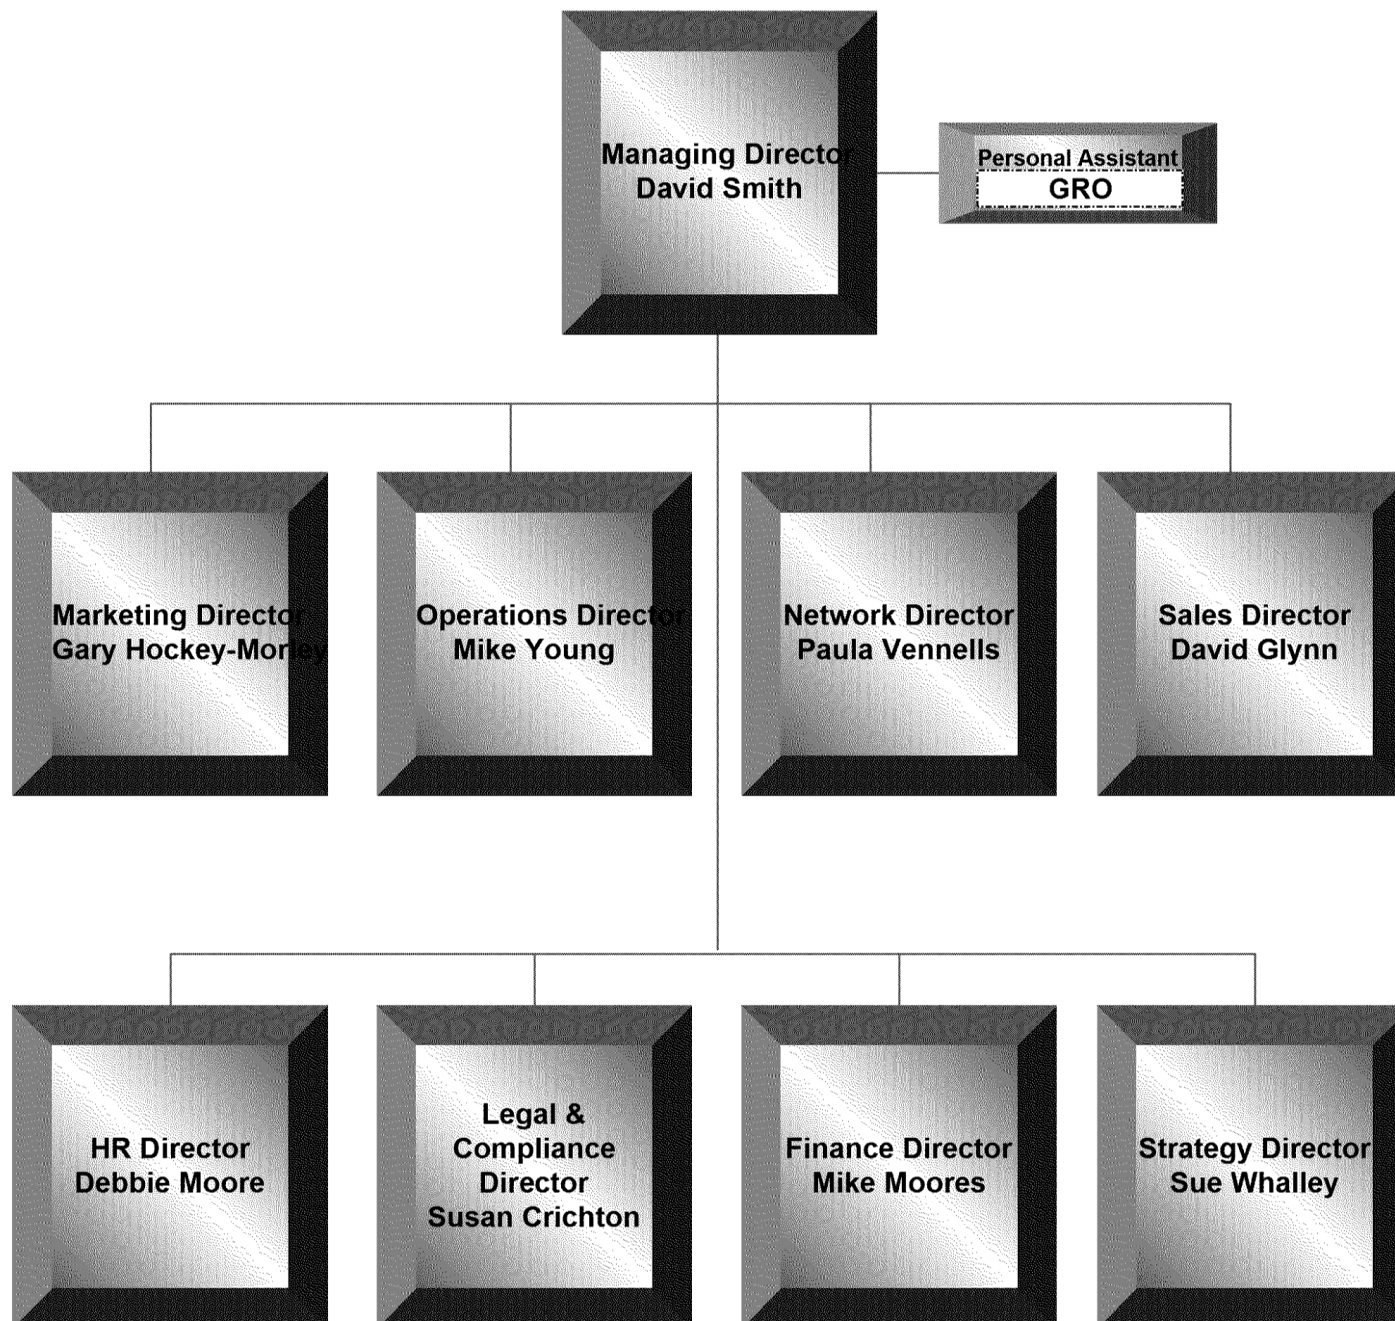 Managing Director
David Smith
Personal Assistant
GRO
Marketing Director
Gary Hockey-Morley
Operations Director
Mike Young
Network Director
Paula Vennells
Sales Director
David Glynn
HR Director
Debbie Moore
Legal &
Compliance
Director
Susan Crichton
Finance Director
Mike Moores
Strategy Director
Sue Whalley